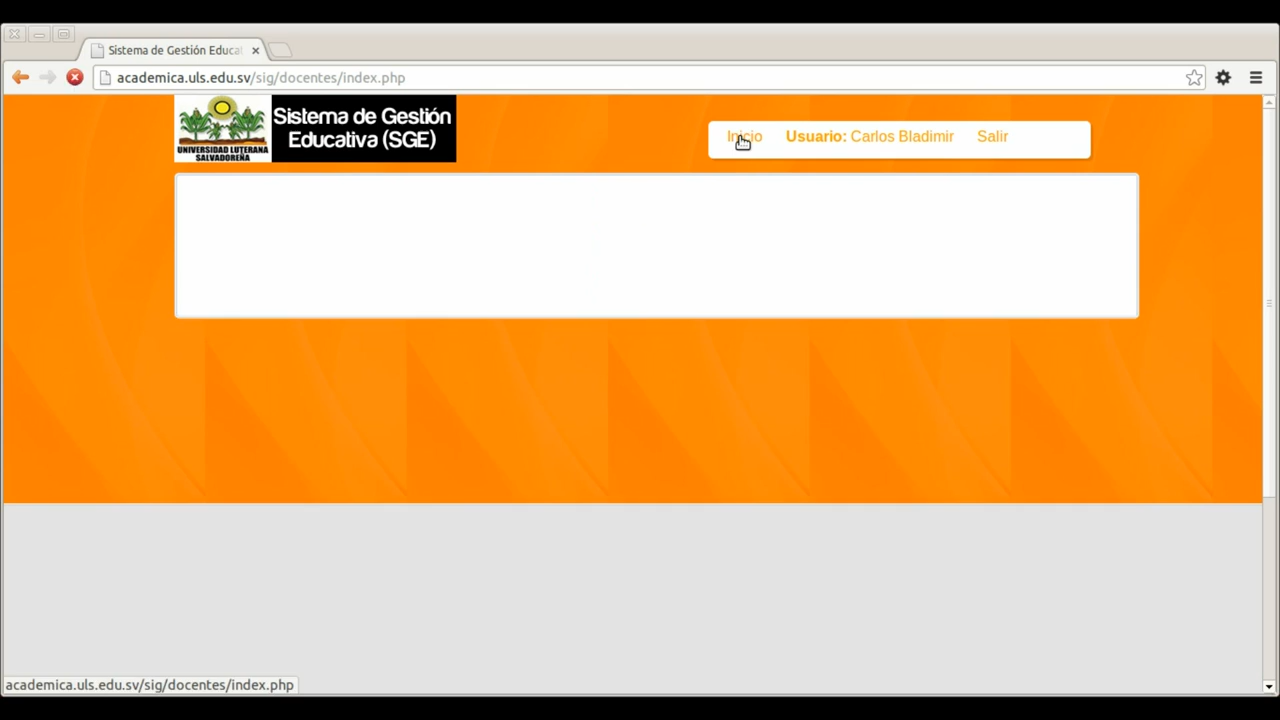 Sistema de Gestión Educa
academica.uls.edu.sv/sig/docentes/index.php
UNIVERSIDAD LUTERANA
SALVADOREÑA
Sistema de Gestión
Educativa (SGE)
Inicio Usuario: Carlos Bladimir Salir
academica.uls.edu.sv/sig/docentes/index.php